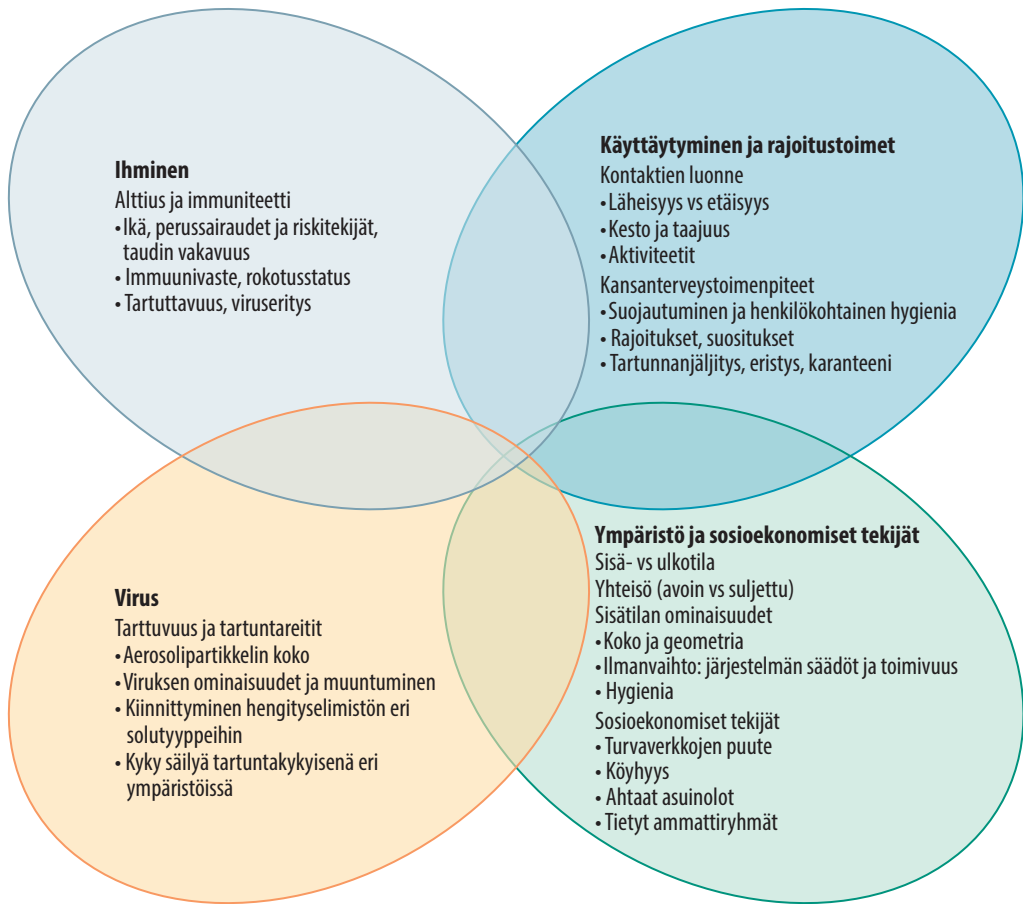 Ihminen
Alttius ja immuniteetti
• Ikä, perussairaudet ja riskitekijät,
taudin vakavuus
• Immuunivaste, rokotusstatus
• Tartuttavuus, viruseritys
Käyttäytyminen ja rajoitustoimet
Kontaktien luonne
• Läheisyys vs etäisyys
• Kesto ja taajuus
• Aktiviteetit
Kansanterveystoimenpiteet
• Suojautuminen ja henkilökohtainen hygienia
• Rajoitukset, suositukset
• Tartunnanjäljitys, eristys, karanteeni
Virus
Tarttuvuus ja tartuntareitit
• Aerosolipartikkelin koko
• Viruksen ominaisuudet ja muuntuminen
• Kiinnittyminen hengityselimistön eri
solutyyppeihin
• Kyky säilyä tartuntakykyisenä eri
ympäristöissä
Ympäristö ja sosioekonomiset tekijät
Sisä- vs ulkotila
Yhteisö (avoin vs suljettu)
Sisätilan ominaisuudet
• Koko ja geometria
• Ilmanvaihto: järjestelmän säädöt ja toimivuus
• Hygienia
Sosioekonomiset tekijät
• Turvaverkkojen puute
• Köyhyys
• Ahtaat asuinolot
• Tietyt ammattiryhmät